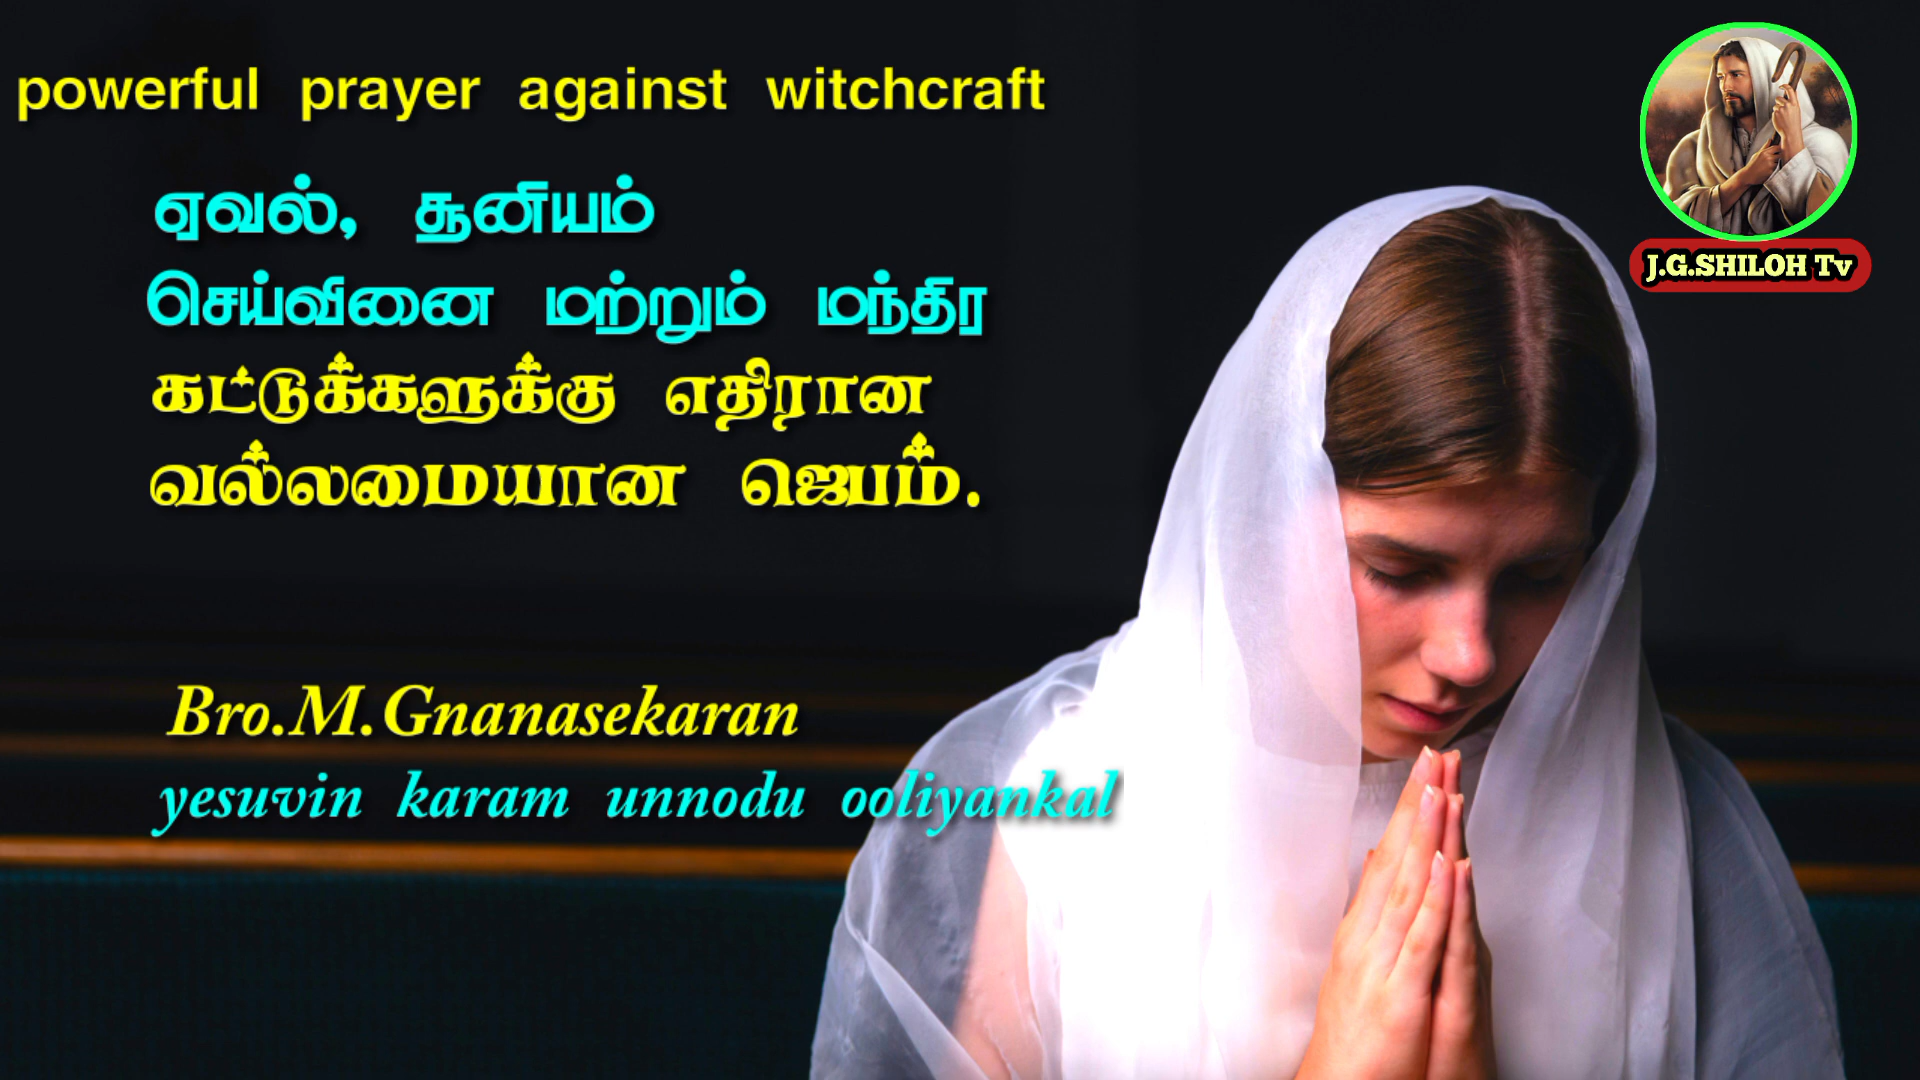 powerful prayer against witchcraft
ஏவல், சூனியம்
செய்வினை மற்றும் மந்திர
கட்டுக்களுக்கு எதிரான
வல்லமையான ஜெபம்.
Bro.M.Gnanasekaran
yesuvin karam unnodu ooliyankal
J.G.SHILOH Tv